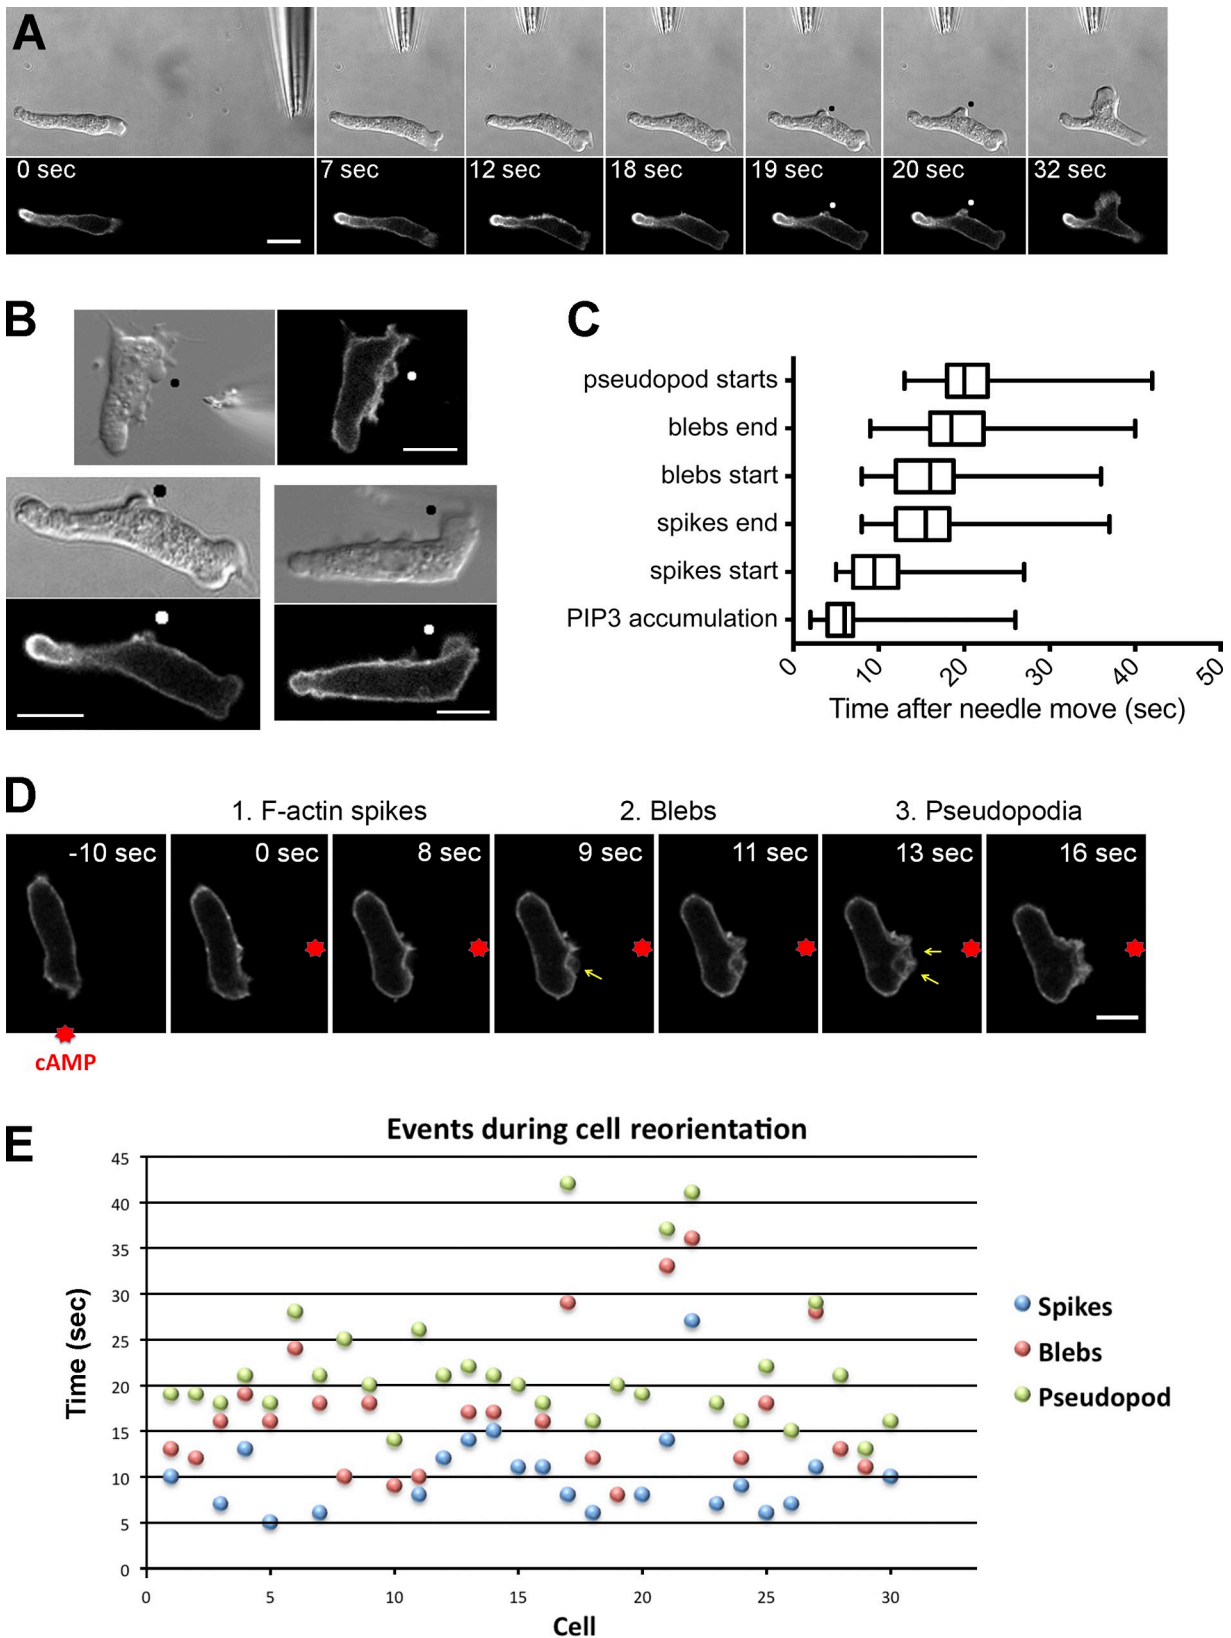 A
0 sec
7 sec
12 sec
18 sec
19 sec
20 sec
32 sec
B
C
pseudopod starts
blebs end
blebs start
spikes end
spikes start
PIP3 accumulation
0 10 20 30 40 50
Time after needle move (sec)
D
1. F-actin spikes
2. Blebs
3. Pseudopodia
-10 sec
0 sec
8 sec
9 sec
11 sec
13 sec
16 sec
cAMP
E
Events during cell reorientation
45
40
35
30
25
20
15
10
5
0
Time (sec)
0 5 10 15 20 25 30
Cell
Spikes
Blebs
Pseudopod